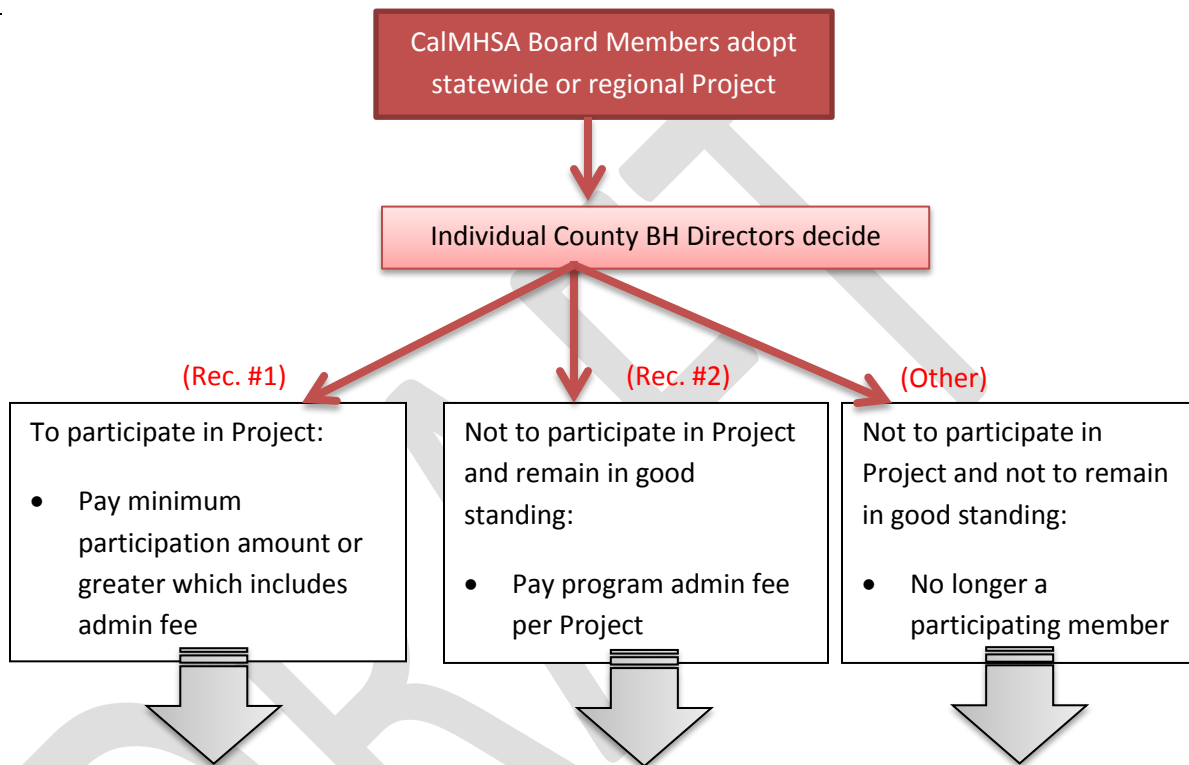 CalMHSA Board Members adopt
statewide or regional Project
Individual County BH Directors decide
(Rec. #1)
(Rec. #2)
(Other)
To participate in Project:
• Pay minimum
participation amount or
greater which includes
admin fee
Not to participate in Project
and remain in good
standing:
• Pay program admin fee
per Project
Not to participate in
Project and not to remain
in good standing:
• No longer a
participating member
DRAFT